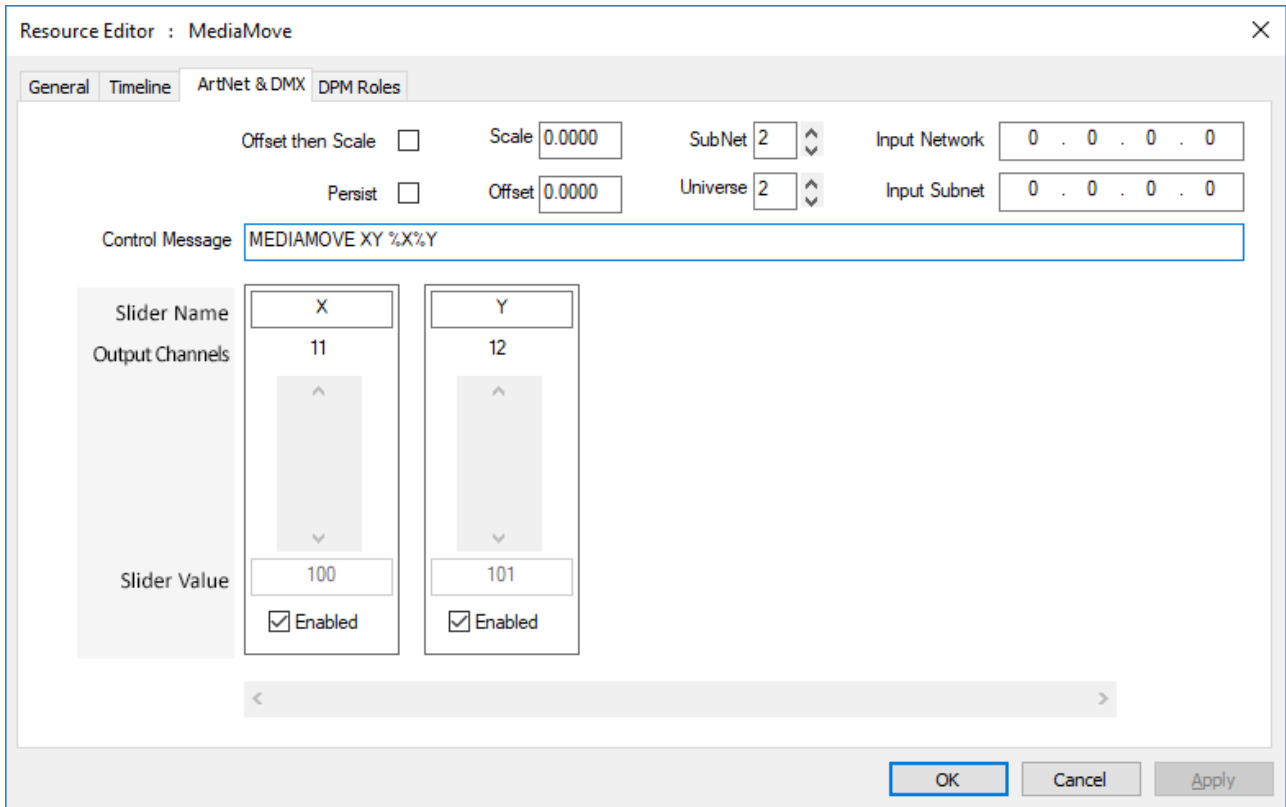 Resource Editor : MediaMove
General Timeline ArtNet & DMX DPM Roles
Offset then Scale Scale 0.0000 SubNet 2 Input Network 0 . 0 . 0 . 0
Persist Offset 0.0000 Universe 2 Input Subnet 0 . 0 . 0 . 0
Control Message MEDIAMOVE XY %X%Y
Slider Name X Y
Output Channels 11 12
Slider Value 100 101
Enabled Enabled
OK Cancel Apply